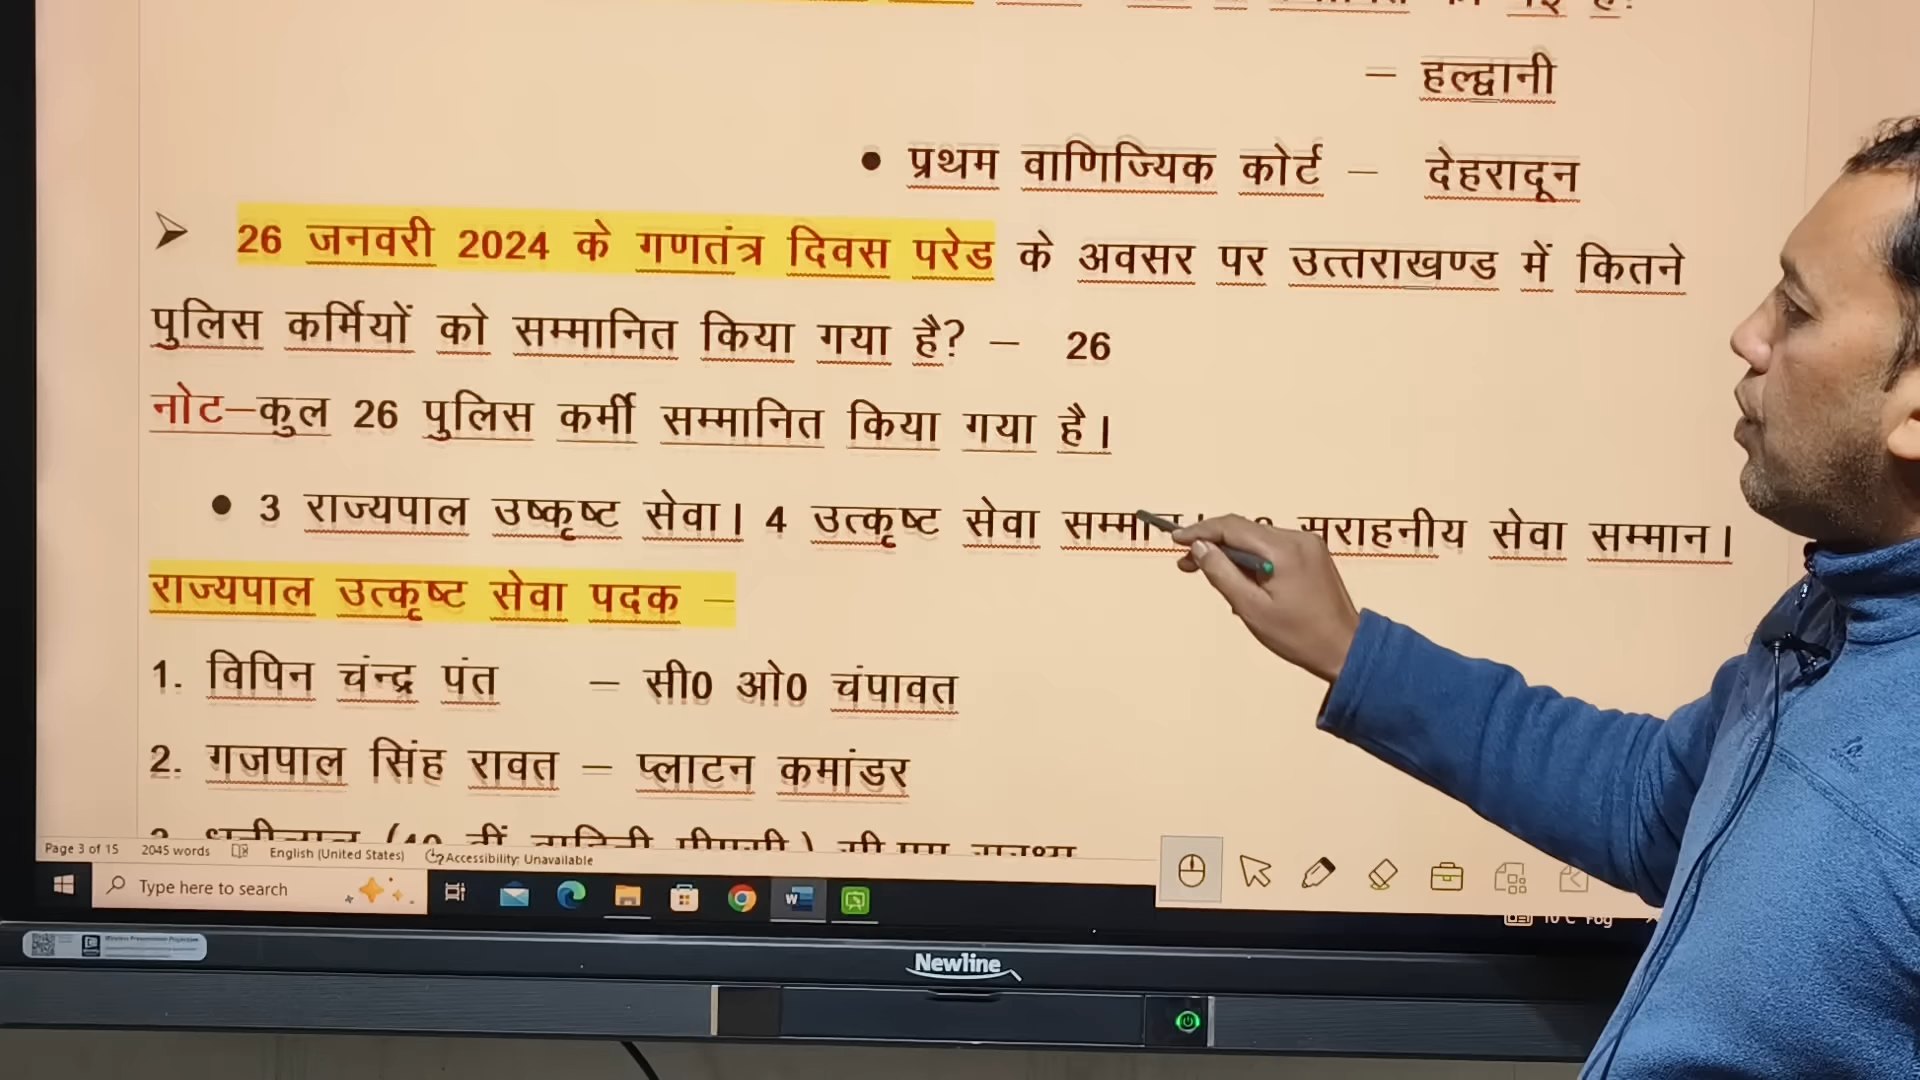 – हल्द्वानी
• प्रथम वाणिज्यिक कोर्ट – देहरादून
➢ 26 जनवरी 2024 के गणतंत्र दिवस परेड के अवसर पर उत्तराखण्ड में कितने
पुलिस कर्मियों को सम्मानित किया गया है? – 26
नोट–कुल 26 पुलिस कर्मी सम्मानित किया गया है।
• 3 राज्यपाल उष्कृष्ट सेवा। 4 उत्कृष्ट सेवा सम्मान। सराहनीय सेवा सम्मान।
राज्यपाल उत्कृष्ट सेवा पदक –
1. विपिन चंन्द्र पंत – सी0 ओ0 चंपावत
2. गजपाल सिंह रावत – प्लाटन कमांडर
Page 3 of 15 2045 words English (United States) Accessibility: Unavailable
Type here to search
10°C Fog
Newline